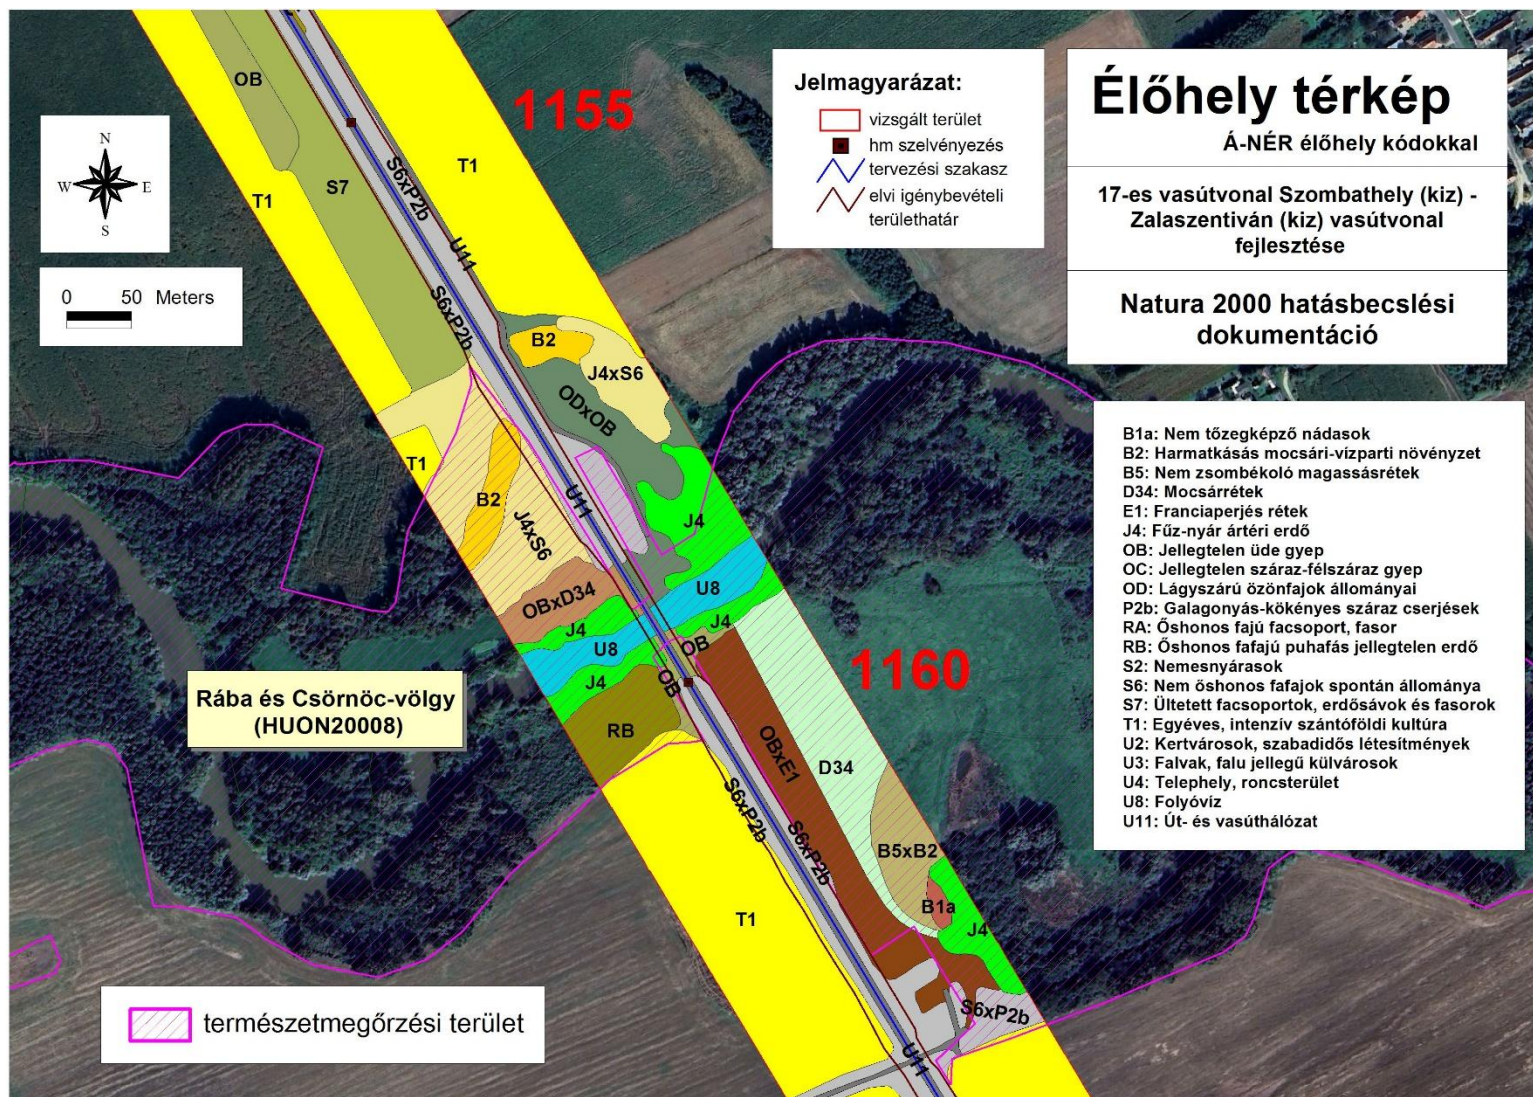 Élőhely térkép
Á-NÉR élőhely kódokkal
17-es vasútvonal Szombathely (kiz) -
Zalaszentiván (kiz) vasútvonal
fejlesztése
Natura 2000 hatásbecslési
dokumentáció
Jelmagyarázat:
vizsgált terület
hm szelvényezés
tervezési szakasz
elvi igénybevételi
területhatár
N
W E
S
0 50 Meters
1155
OB
T1
S7
S6xP2b
T1
U11
S6xP2b
B2
J4xS6
ODxOB
T1
B2
U11
J4xS6
J4
OBxD34
U8
J4
J4
U8
OB
J4
OB
1160
RB
OBxE1
D34
S6xP2b
S6xP2b
B5xB2
B1a
J4
T1
S6xP2b
U11
Rába és Csörnöc-völgy
(HUON20008)
természetmegőrzési terület
B1a: Nem tőzegképző nádasok
B2: Harmatkásás mocsári-vízparti növényzet
B5: Nem zsombékoló magassásrétek
D34: Mocsárrétek
E1: Franciaperjés rétek
J4: Fűz-nyár ártéri erdő
OB: Jellegtelen üde gyep
OC: Jellegtelen száraz-félszáraz gyep
OD: Lágyszárú özönfajok állományai
P2b: Galagonyás-kökényes száraz cserjések
RA: Őshonos fajú facsoport, fasor
RB: Őshonos fafajú puhafás jellegtelen erdő
S2: Nemesnyárasok
S6: Nem őshonos fafajok spontán állománya
S7: Ültetett facsoportok, erdősávok és fasorok
T1: Egyéves, intenzív szántóföldi kultúra
U2: Kertvárosok, szabadidős létesítmények
U3: Falvak, falu jellegű külvárosok
U4: Telephely, roncsterület
U8: Folyóvíz
U11: Út- és vasúthálózat